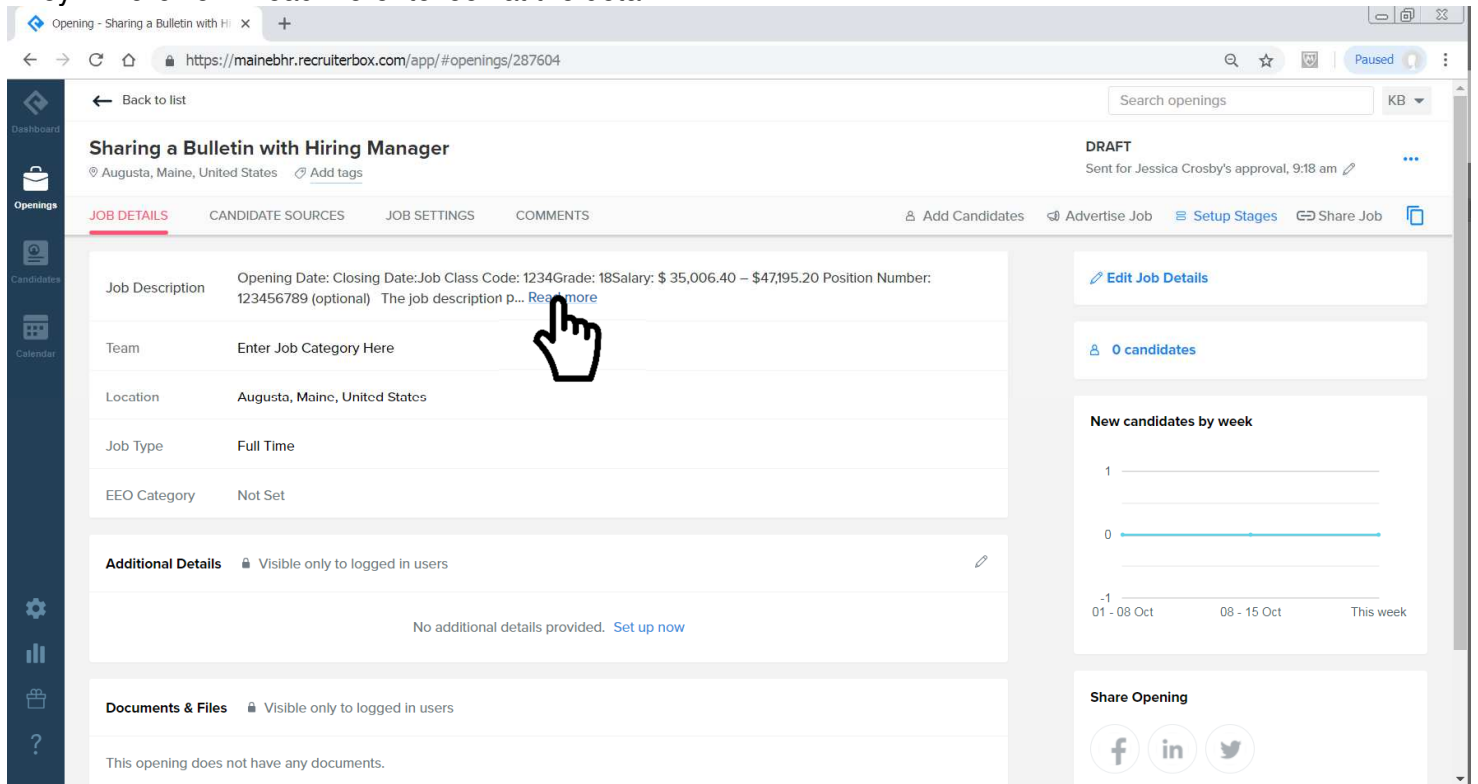 Opening - Sharing a Bulletin with Hi
https://mainebhr.recruiterbox.com/app/#openings/287604
Paused
Dashboard
Openings
Candidates
Calendar
Back to list
Search openings
KB
Sharing a Bulletin with Hiring Manager
Augusta, Maine, United States Add tags
DRAFT
Sent for Jessica Crosby's approval, 9:18 am
JOB DETAILS CANDIDATE SOURCES JOB SETTINGS COMMENTS
Add Candidates Advertise Job Setup Stages Share Job
Job Description
Opening Date: Closing Date:Job Class Code: 1234Grade: 18Salary: $ 35,006.40 – $47,195.20 Position Number:
123456789 (optional) The job description p... Read more
Team Enter Job Category Here
Location Augusta, Maine, United States
Job Type Full Time
EEO Category Not Set
Additional Details Visible only to logged in users
No additional details provided. Set up now
Documents & Files Visible only to logged in users
This opening does not have any documents.
Edit Job Details
0 candidates
New candidates by week
1
0
-1
01 - 08 Oct 08 - 15 Oct This week
Share Opening
f in
?